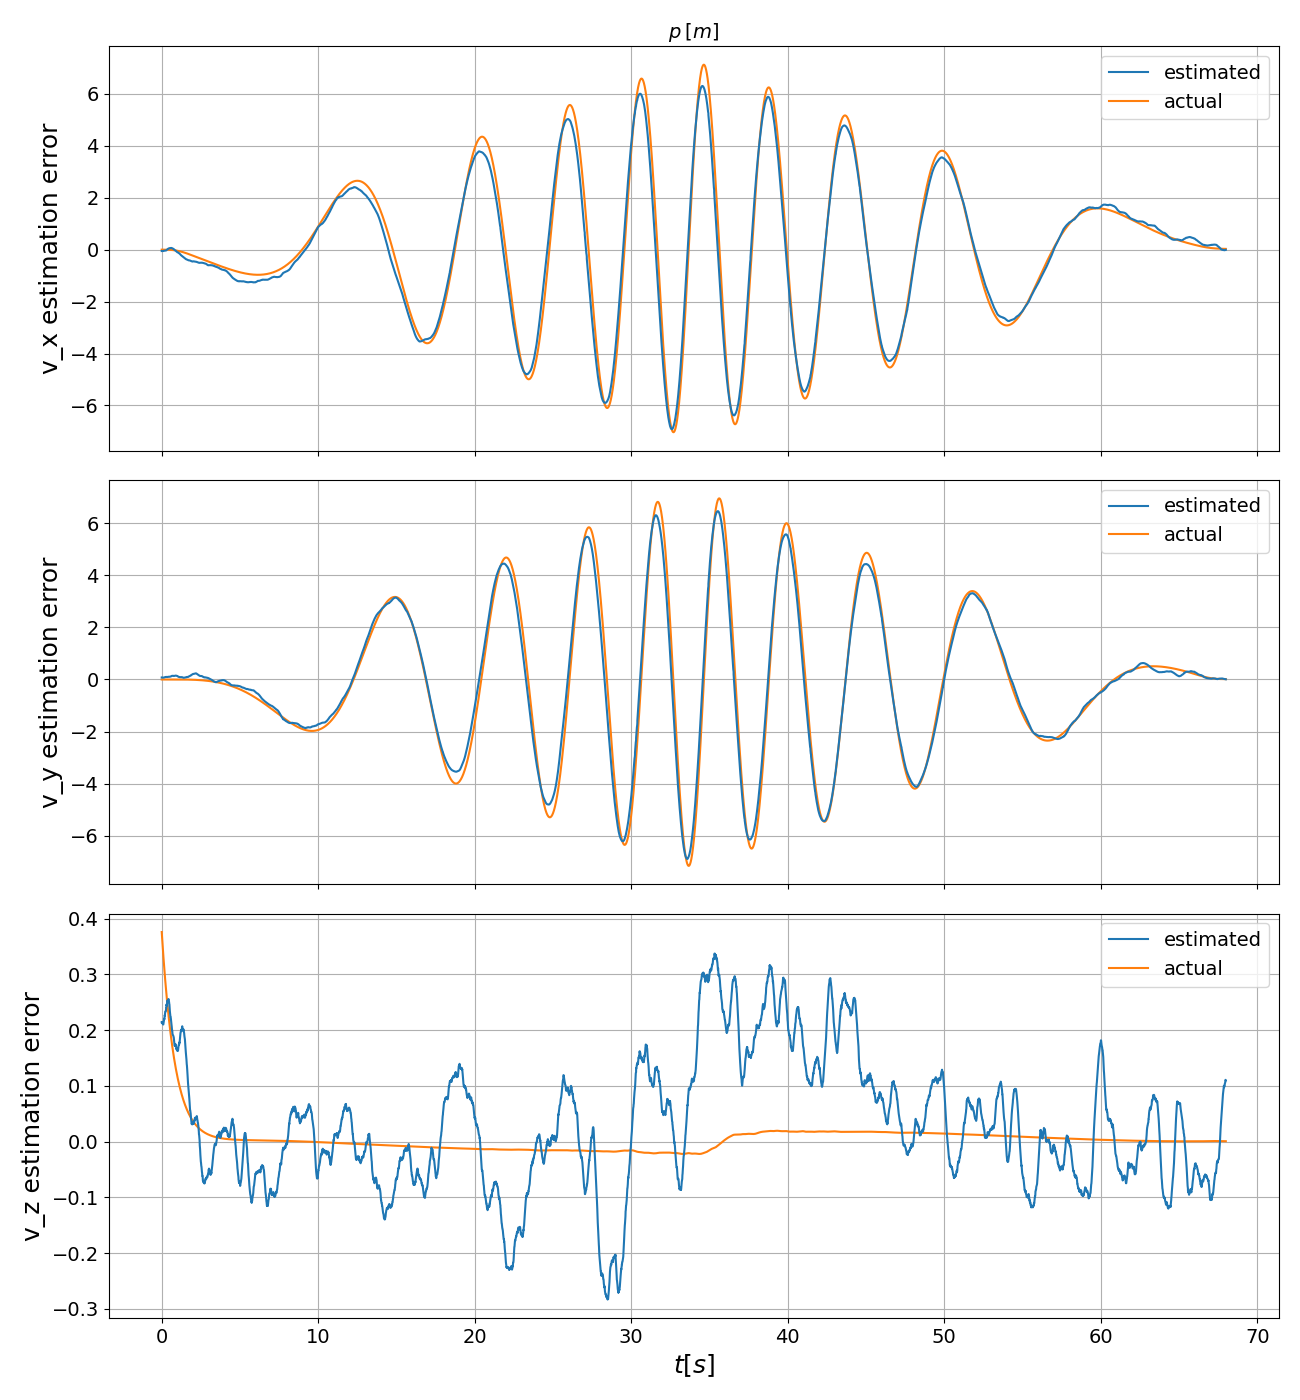 p [m]
v_x estimation error
6
4
2
0
−2
−4
−6
estimated
actual
v_y estimation error
6
4
2
0
−2
−4
−6
estimated
actual
v_z estimation error
0.4
0.3
0.2
0.1
0.0
−0.1
−0.2
−0.3
estimated
actual
0 10 20 30 40 50 60 70
t[s]